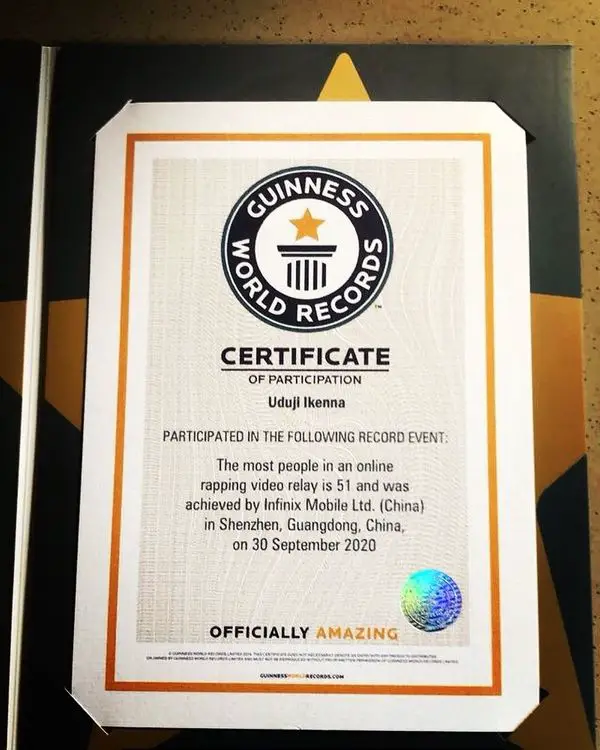 GUINNESS
WORLD RECORDS
™
CERTIFICATE
OF PARTICIPATION
Uduji Ikenna
PARTICIPATED IN THE FOLLOWING RECORD EVENT:
The most people in an online
rapping video relay is 51 and was
achieved by Infinix Mobile Ltd. (China)
in Shenzhen, Guangdong, China,
on 30 September 2020
OFFICIALLY AMAZING
GUINNESSWORLDRECORDS.COM